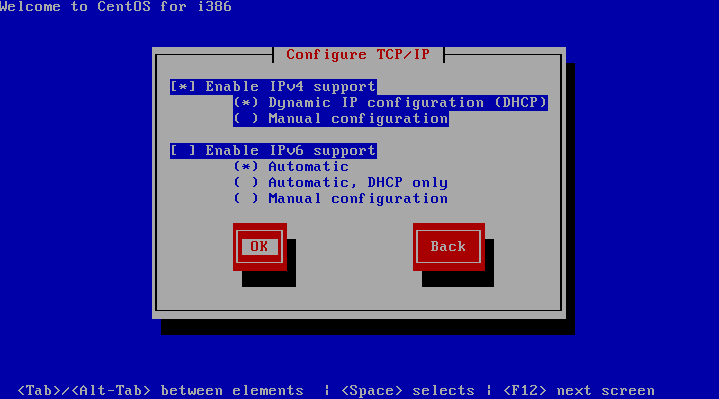 Welcome to CentOS for i386
Configure TCP/IP
[*] Enable IPv4 support
(*) Dynamic IP configuration (DHCP)
( ) Manual configuration
[ ] Enable IPv6 support
(*) Automatic
( ) Automatic, DHCP only
( ) Manual configuration
OK Back
<Tab>/<Alt-Tab> between elements | <Space> selects | <F12> next screen